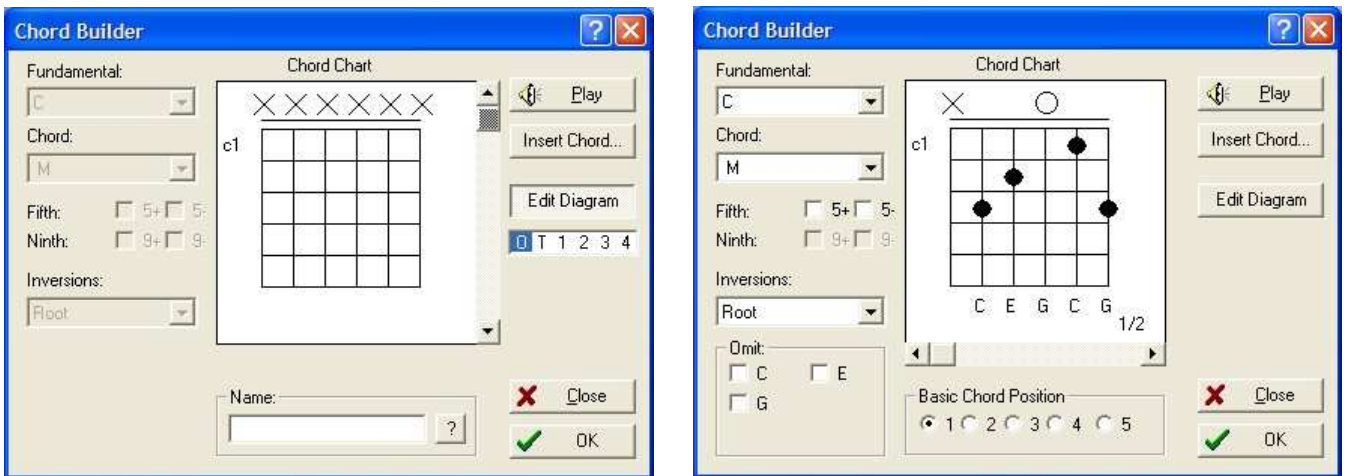 Chord Builder
?
Fundamental:
C
Chord:
M
Fifth: 5+ 5-
Ninth: 9+ 9-
Inversions:
Root
Chord Chart
X X X X X X
c1
Name:
?
Play
Insert Chord...
Edit Diagram
0 T 1 2 3 4
Close
OK
Chord Builder
?
Fundamental:
C
Chord:
M
Fifth: 5+ 5-
Ninth: 9+ 9-
Inversions:
Root
Omit:
C E
G
Chord Chart
X O
c1
C E G C G
1/2
Basic Chord Position
1 2 3 4 5
Play
Insert Chord...
Edit Diagram
Close
OK